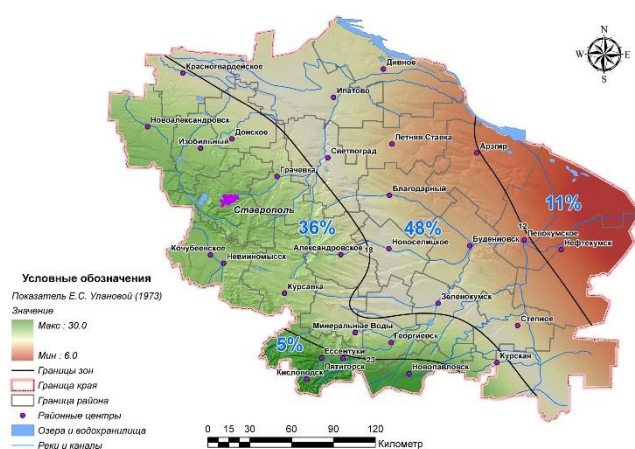 N
W E
S
Красногвардейское
Дивное
Ипатово
Новоалександровск
Донское
Изобильный
Летняя Ставка
Арзгир
Светлоград
Грачевка
Благодарный
Ставрополь
11%
36%
48%
12
Левокумское
Нефтекумск
Буденновск
Новоселицкое
Александровское
18
Кочубеевское
Невинномысск
Курсавка
Зеленокумск
Степное
Минеральные Воды
Георгиевск
5%
Ессентуки
23
Пятигорск
Курская
Кисловодск
Новопавловск
Условные обозначения
Показатель Е.С. Улановой (1973)
Значение
Макс : 30.0
Мин : 6.0
Границы зон
Граница края
Граница района
Районные центры
Озера и водохранилища
Реки и каналы
0 15 30 60 90 120
Километр